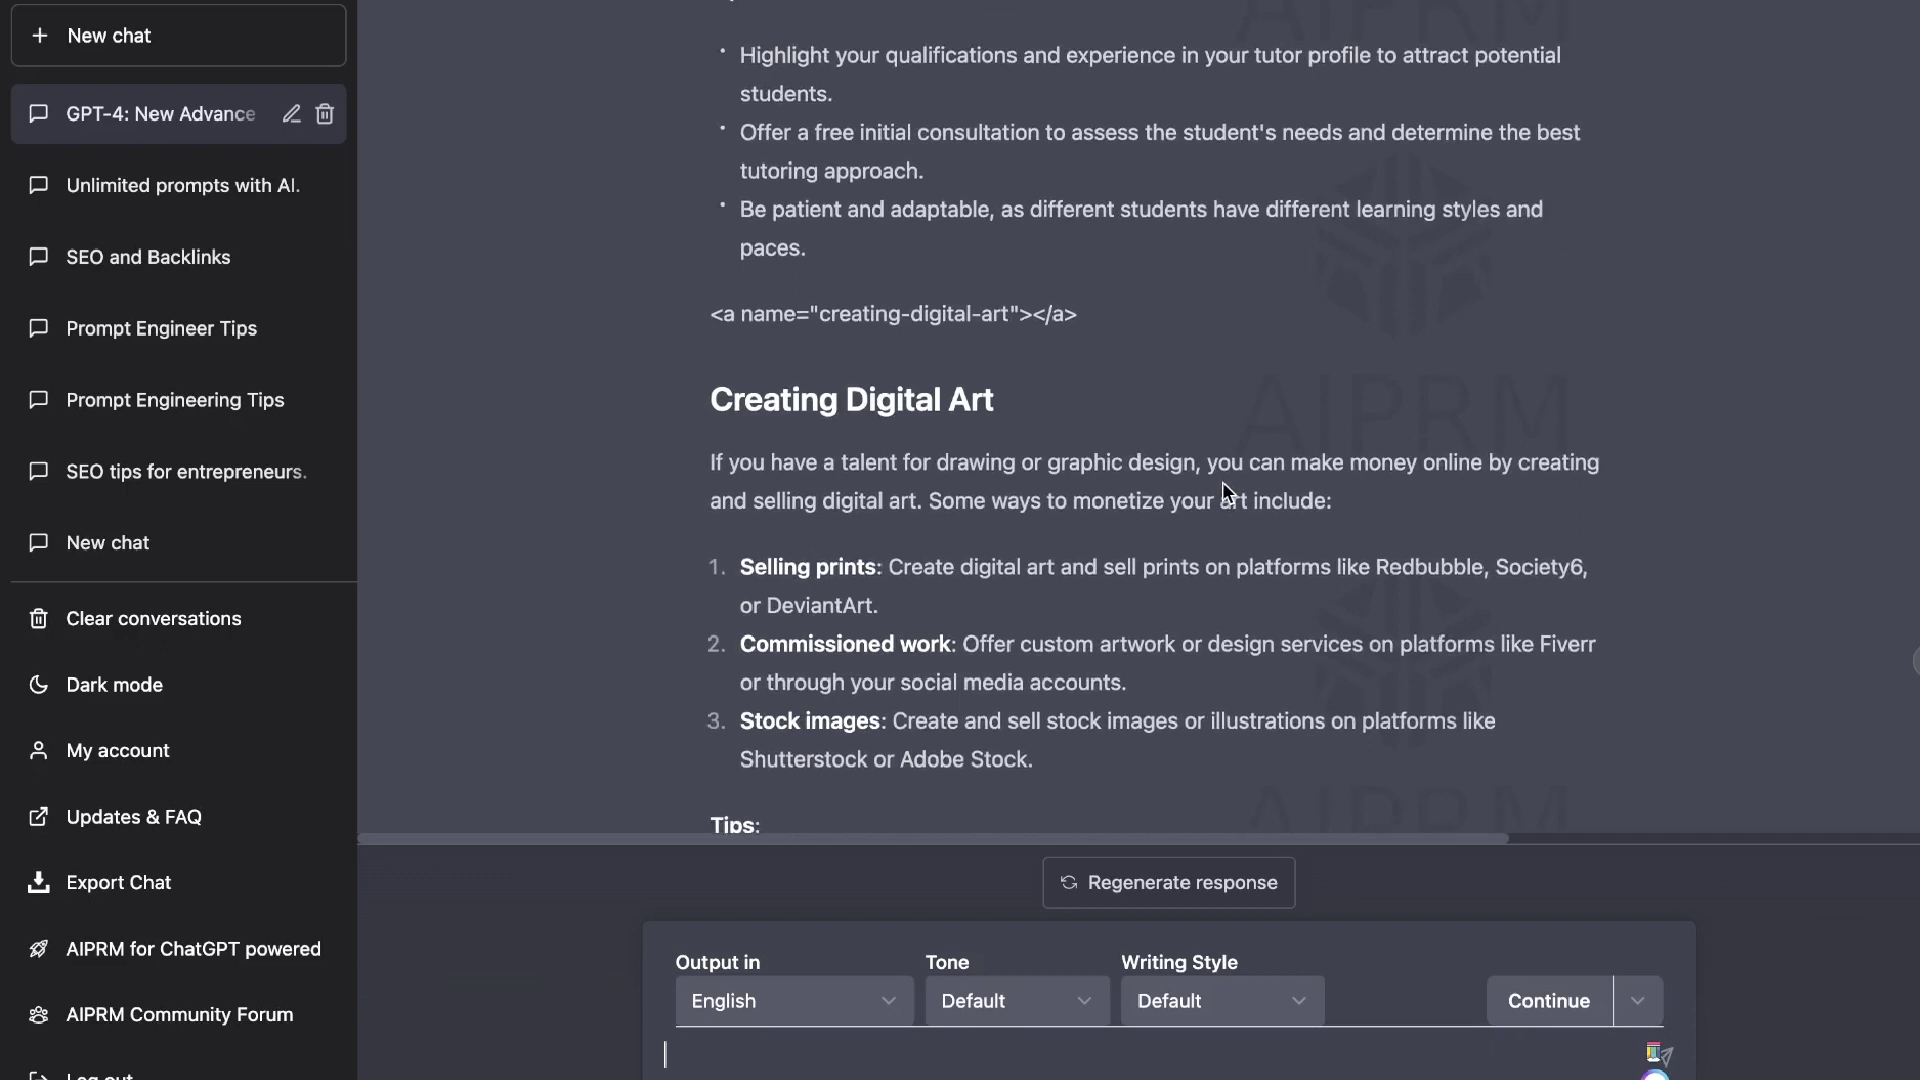 New chat
GPT-4: New Advance
Unlimited prompts with AI.
SEO and Backlinks
Prompt Engineer Tips
Prompt Engineering Tips
SEO tips for entrepreneurs.
New chat
Clear conversations
Dark mode
My account
Updates & FAQ
Export Chat
AIPRM for ChatGPT powered
AIPRM Community Forum
Log out
AIPRM
• Highlight your qualifications and experience in your tutor profile to attract potential
students.
• Offer a free initial consultation to assess the student's needs and determine the best
tutoring approach.
• Be patient and adaptable, as different students have different learning styles and
paces.
<a name="creating-digital-art"></a>
AIPRM
Creating Digital Art
If you have a talent for drawing or graphic design, you can make money online by creating
and selling digital art. Some ways to monetize your art include:
1. Selling prints: Create digital art and sell prints on platforms like Redbubble, Society6,
or DeviantArt.
2. Commissioned work: Offer custom artwork or design services on platforms like Fiverr
or through your social media accounts.
3. Stock images: Create and sell stock images or illustrations on platforms like
Shutterstock or Adobe Stock.
AIPRM
Tips:
Regenerate response
Output in Tone Writing Style
English Default Default Continue